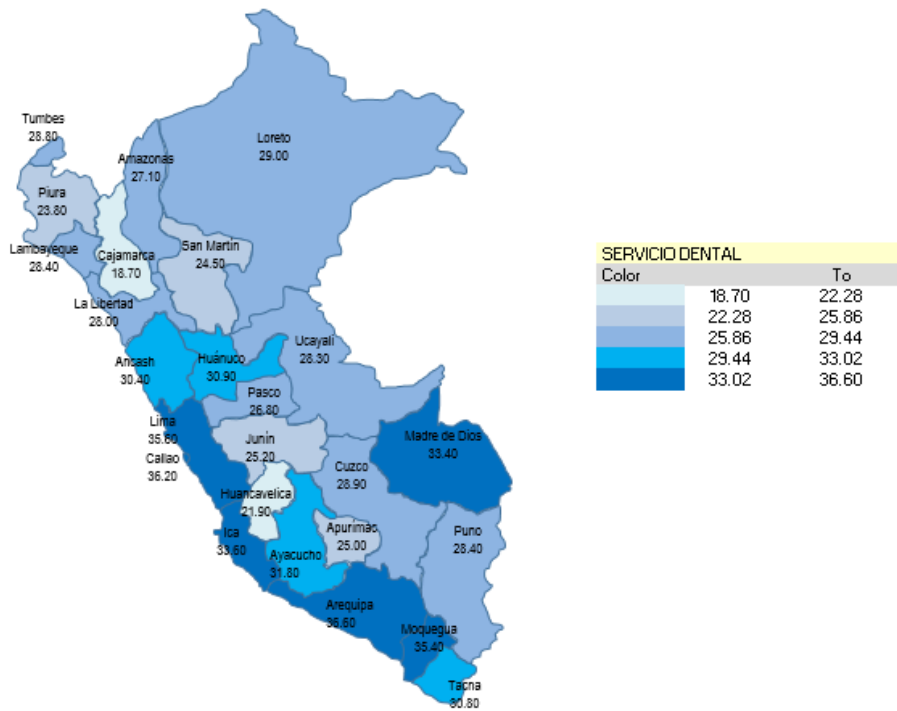 Tumbes
28.80
Loreto
29.00
Amazonas
27.10
Piura
23.80
Lambayeque
28.40
Cajamarca
18.70
San Martin
24.50
La Libertad
28.00
Ancash
30.40
Huánuco
30.90
Ucayali
28.30
Pasco
26.80
Lima
35.60
Callao
36.20
Junín
25.20
Madre de Dios
33.40
Cuzco
28.90
Huancavelica
21.90
Ica
33.60
Apurimac
25.00
Puno
28.40
Ayacucho
31.80
Arequipa
36.60
Moquegua
35.40
Tacna
30.80
SERVICIO DENTAL
Color To
18.70 22.28
22.28 25.86
25.86 29.44
29.44 33.02
33.02 36.60